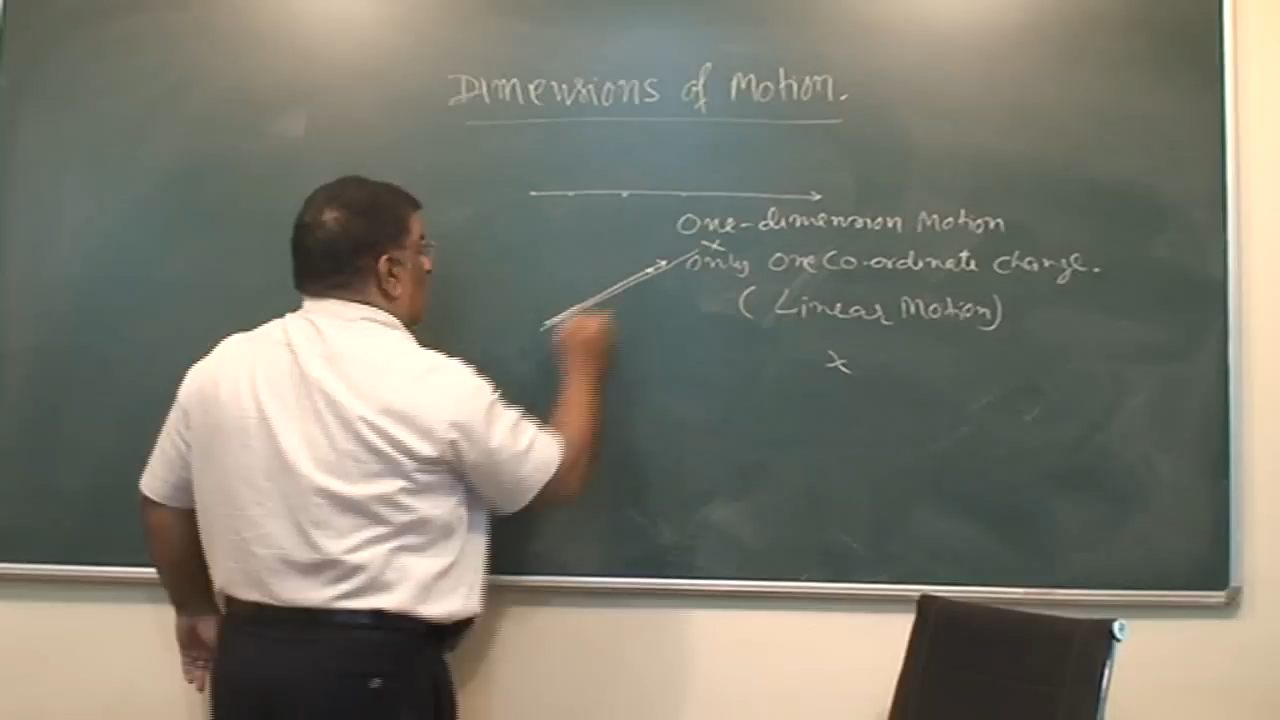 Dimensions of Motion.
One-dimension Motion
x
only one co-ordinate change.
(Linear Motion)
x